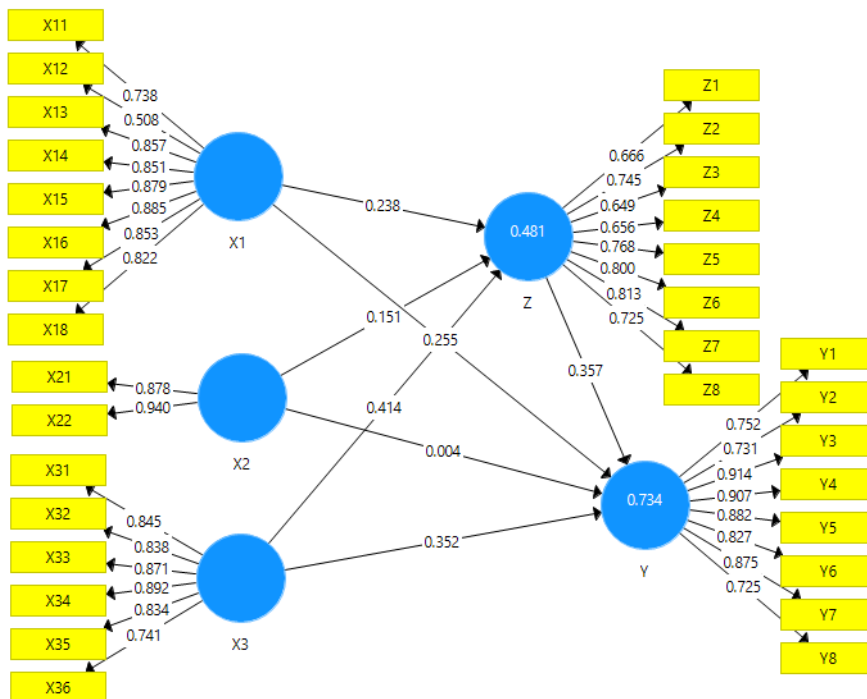 X11
X12
X13
X14
X15
X16
X17
X18
0.738
0.508
0.857
0.851
0.879
0.885
0.853
0.822
X1
X21
X22
0.878
0.940
X2
X31
X32
X33
X34
X35
X36
0.845
0.838
0.871
0.892
0.834
0.741
X3
0.238
0.151
0.255
0.414
0.004
0.352
0.357
0.481
Z
0.666
0.745
0.649
0.656
0.768
0.800
0.813
0.725
Z1
Z2
Z3
Z4
Z5
Z6
Z7
Z8
0.734
Y
0.752
0.731
0.914
0.907
0.882
0.827
0.875
0.725
Y1
Y2
Y3
Y4
Y5
Y6
Y7
Y8